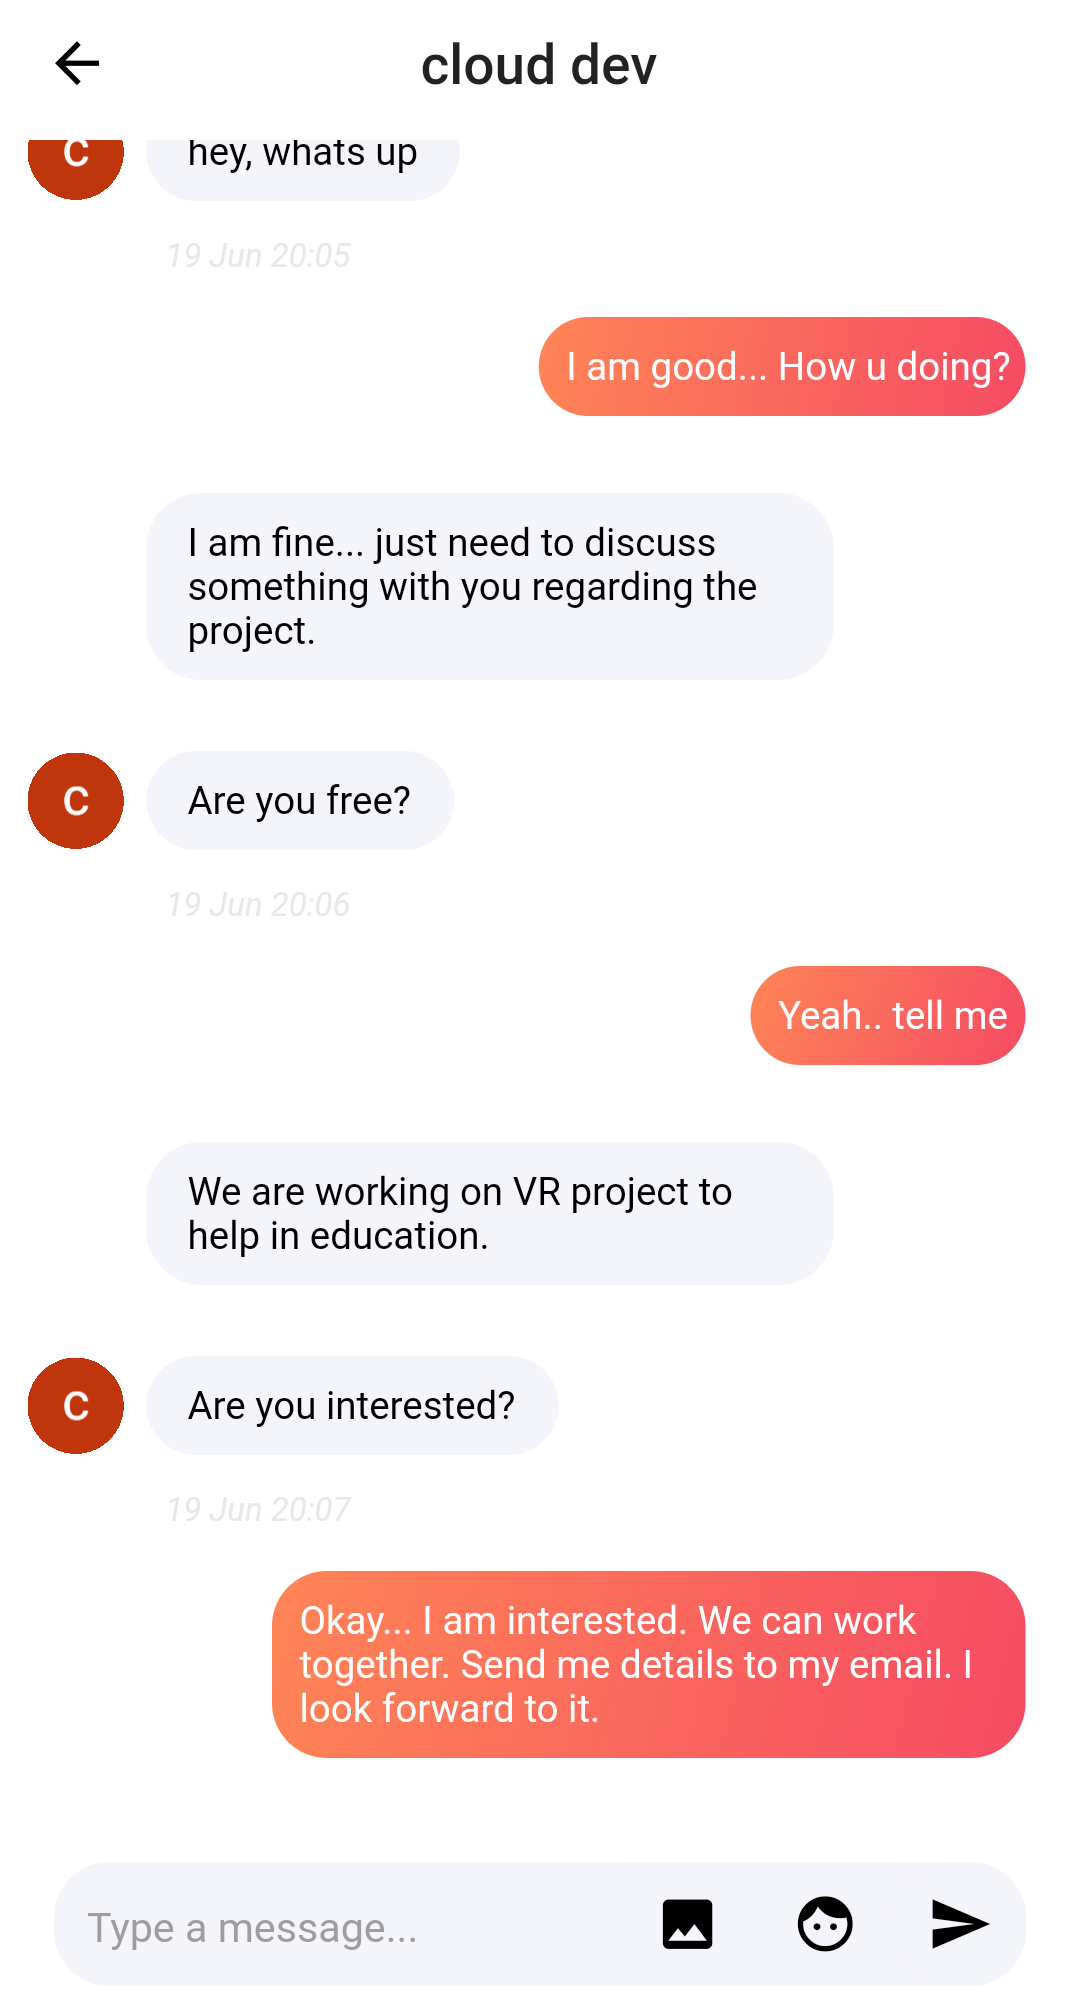 cloud dev
C
hey, whats up
19 Jun 20:05
I am good... How u doing?
I am fine... just need to discuss
something with you regarding the
project.
C
Are you free?
19 Jun 20:06
Yeah.. tell me
We are working on VR project to
help in education.
C
Are you interested?
19 Jun 20:07
Okay... I am interested. We can work
together. Send me details to my email. I
look forward to it.
Type a message...